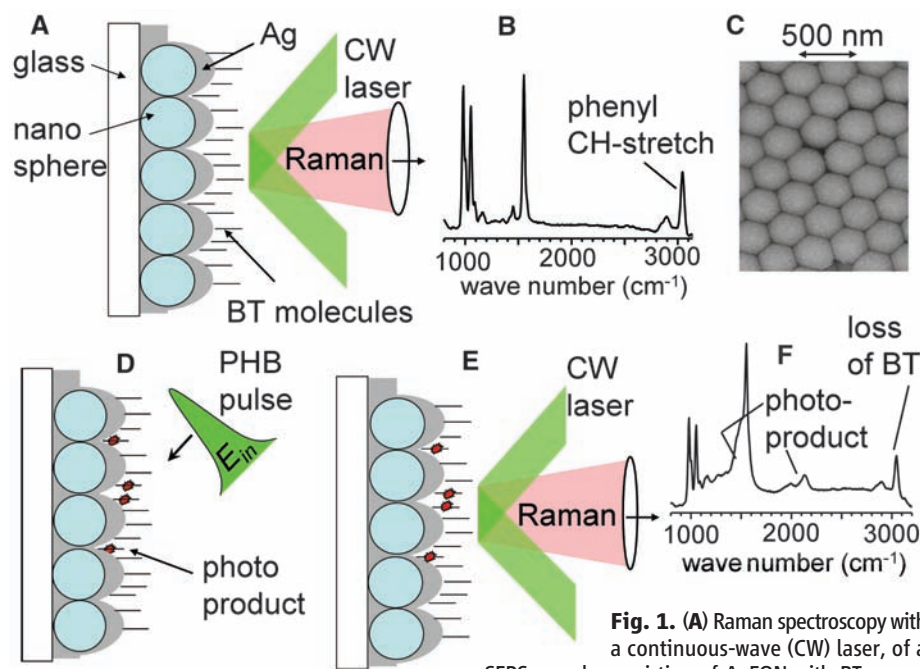 A
Ag
glass
nano
sphere
CW
laser
Raman
BT molecules
B
phenyl
CH-stretch
1000 2000 3000
wave number (cm-1)
C
500 nm
D
PHB
pulse
Ein
photo
product
E
CW
laser
Raman
F
loss
of BT
photo-
product
1000 2000 3000
wave number (cm-1)
Fig. 1. (A) Raman spectroscopy with
a continuous-wave (CW) laser, of a